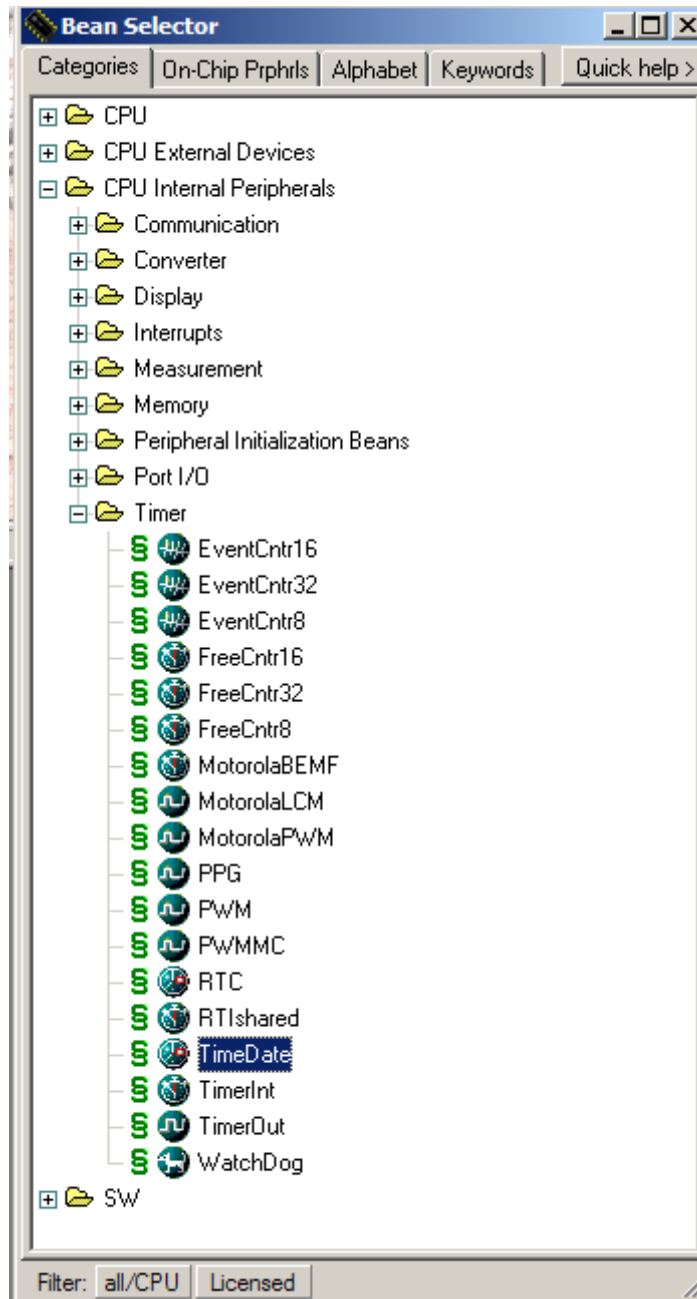 Bean Selector
Categories On-Chip Prphrls Alphabet Keywords Quick help >
CPU
CPU External Devices
CPU Internal Peripherals
Communication
Converter
Display
Interrupts
Measurement
Memory
Peripheral Initialization Beans
Port I/O
Timer
EventCntr16
EventCntr32
EventCntr8
FreeCntr16
FreeCntr32
FreeCntr8
MotorolaBEMF
MotorolaLCM
MotorolaPWM
PPG
PWM
PWMMC
RTC
RTIshared
TimeDate
TimerInt
TimerOut
WatchDog
SW
Filter: all/CPU Licensed